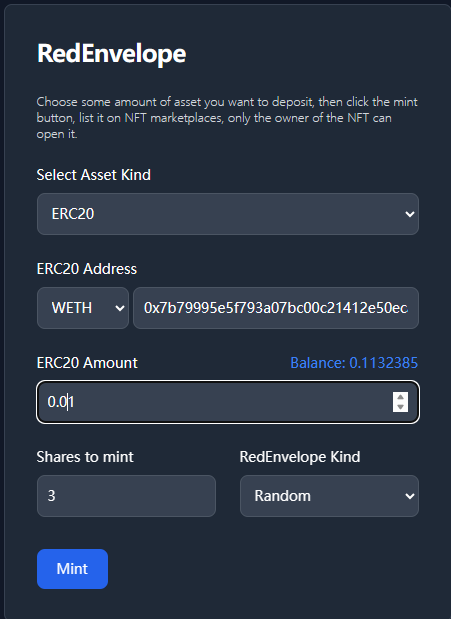 RedEnvelope
Choose some amount of asset you want to deposit, then click the mint
button, list it on NFT marketplaces, only the owner of the NFT can
open it.
Select Asset Kind
ERC20
ERC20 Address
WETH 0x7b79995e5f793a07bc00c21412e50ec
ERC20 Amount Balance: 0.1132385
0.01
Shares to mint RedEnvelope Kind
3 Random
Mint